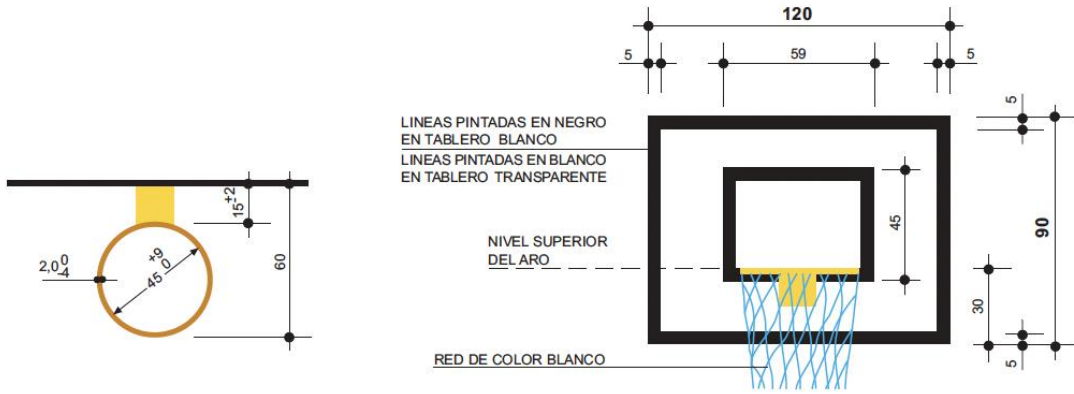 120
5
59
5
LINEAS PINTADAS EN NEGRO
EN TABLERO BLANCO
LINEAS PINTADAS EN BLANCO
EN TABLERO TRANSPARENTE
5
90
45
30
5
NIVEL SUPERIOR
DEL ARO
RED DE COLOR BLANCO
15 +2 -
60
2,0 0 -4
45 +9 0